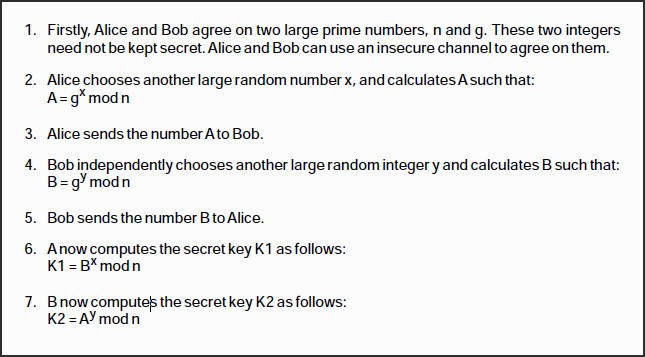 1. Firstly, Alice and Bob agree on two large prime numbers, n and g. These two integers
need not be kept secret. Alice and Bob can use an insecure channel to agree on them.
2. Alice chooses another large random number x, and calculates A such that:
A = g^x mod n
3. Alice sends the number A to Bob.
4. Bob independently chooses another large random integer y and calculates B such that:
B = g^y mod n
5. Bob sends the number B to Alice.
6. A now computes the secret key K1 as follows:
K1 = B^x mod n
7. B now computes the secret key K2 as follows:
K2 = A^y mod n